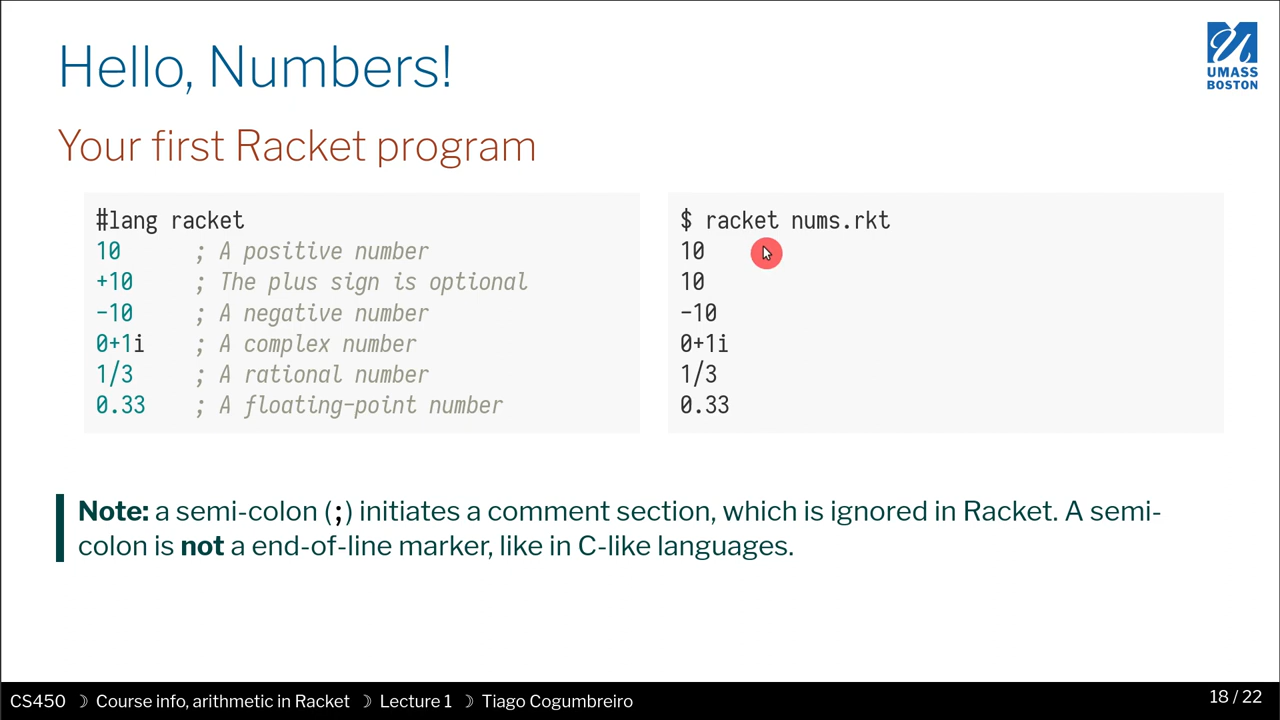 Hello, Numbers!
UMASS
BOSTON
Your first Racket program
#lang racket
10 ; A positive number
+10 ; The plus sign is optional
-10 ; A negative number
0+1i ; A complex number
1/3 ; A rational number
0.33 ; A floating-point number
$ racket nums.rkt
10
10
-10
0+1i
1/3
0.33
Note: a semi-colon (;) initiates a comment section, which is ignored in Racket. A semi-
colon is not a end-of-line marker, like in C-like languages.
CS450 ☽ Course info, arithmetic in Racket ☽ Lecture 1 ☽ Tiago Cogumbreiro
18 / 22